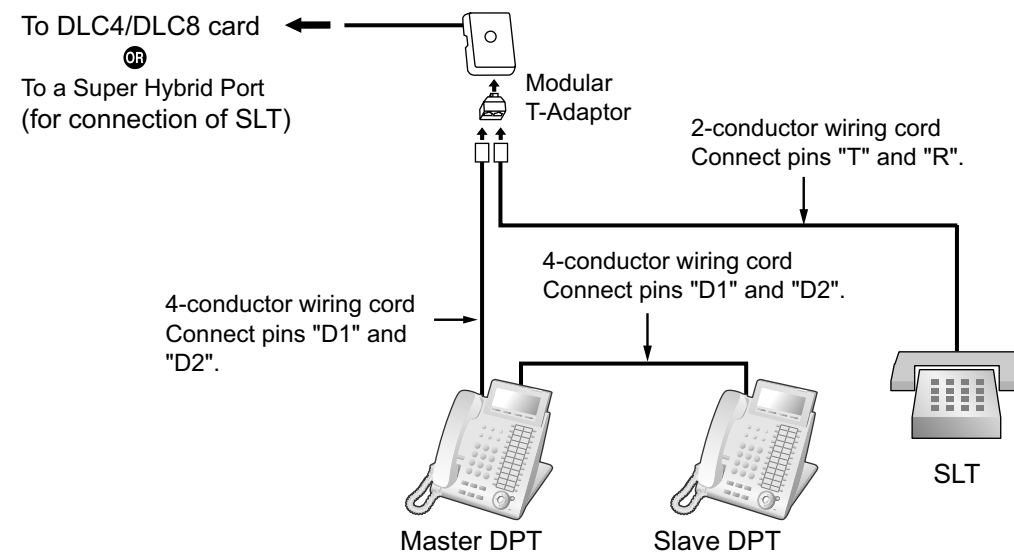 To DLC4/DLC8 card
OR
To a Super Hybrid Port
(for connection of SLT)
Modular
T-Adaptor
2-conductor wiring cord
Connect pins "T" and "R".
4-conductor wiring cord
Connect pins "D1" and "D2".
4-conductor wiring cord
Connect pins "D1" and
"D2".
SLT
Master DPT
Slave DPT